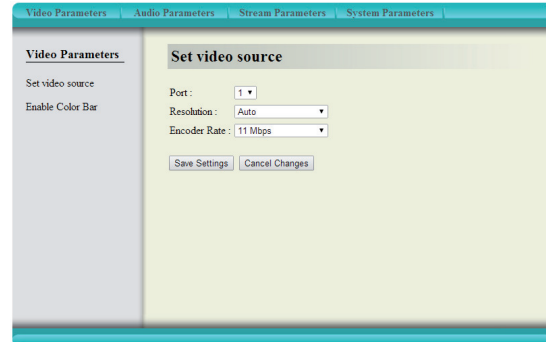 Video Parameters Audio Parameters Stream Parameters System Parameters
Video Parameters
Set video source
Enable Color Bar
Set video source
Port : 1
Resolution : Auto
Encoder Rate : 11 Mbps
Save Settings Cancel Changes